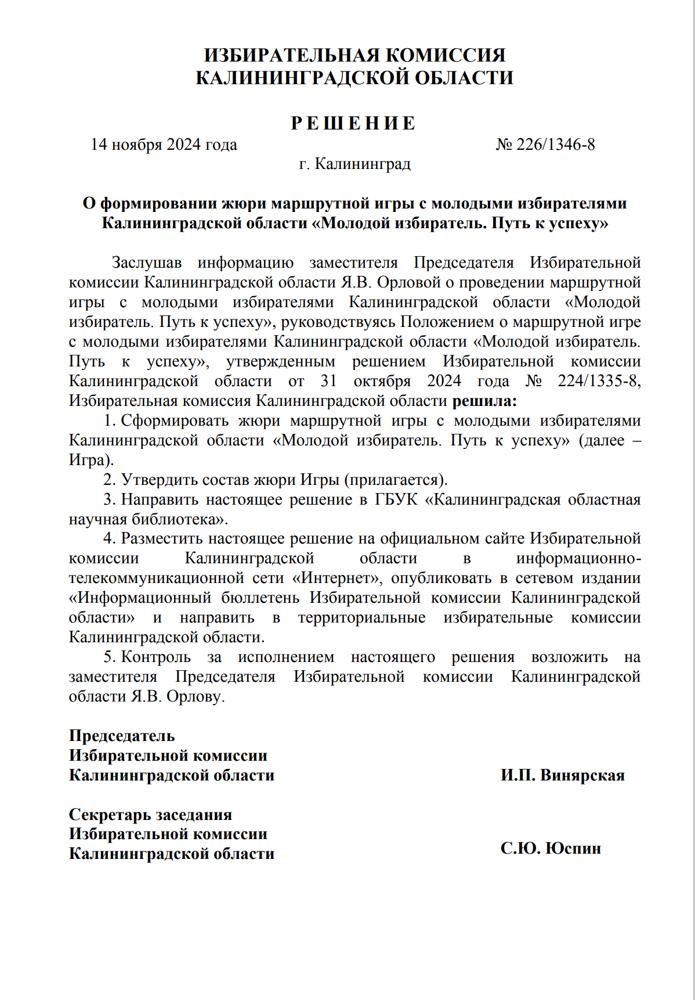 ИЗБИРАТЕЛЬНАЯ КОМИССИЯ
КАЛИНИНГРАДСКОЙ ОБЛАСТИ
Р Е Ш Е Н И Е
14 ноября 2024 года № 226/1346-8
г. Калининград
О формировании жюри маршрутной игры с молодыми избирателями
Калининградской области «Молодой избиратель. Путь к успеху»
Заслушав информацию заместителя Председателя Избирательной
комиссии Калининградской области Я.В. Орловой о проведении маршрутной
игры с молодыми избирателями Калининградской области «Молодой
избиратель. Путь к успеху», руководствуясь Положением о маршрутной игре
с молодыми избирателями Калининградской области «Молодой избиратель.
Путь к успеху», утвержденным решением Избирательной комиссии
Калининградской области от 31 октября 2024 года № 224/1335-8,
Избирательная комиссия Калининградской области решила:
1. Сформировать жюри маршрутной игры с молодыми избирателями
Калининградской области «Молодой избиратель. Путь к успеху» (далее –
Игра).
2. Утвердить состав жюри Игры (прилагается).
3. Направить настоящее решение в ГБУК «Калининградская областная
научная библиотека».
4. Разместить настоящее решение на официальном сайте Избирательной
комиссии Калининградской области в информационно-
телекоммуникационной сети «Интернет», опубликовать в сетевом издании
«Информационный бюллетень Избирательной комиссии Калининградской
области» и направить в территориальные избирательные комиссии
Калининградской области.
5. Контроль за исполнением настоящего решения возложить на
заместителя Председателя Избирательной комиссии Калининградской
области Я.В. Орлову.
Председатель
Избирательной комиссии
Калининградской области И.П. Винярская
Секретарь заседания
Избирательной комиссии
Калининградской области С.Ю. Юспин